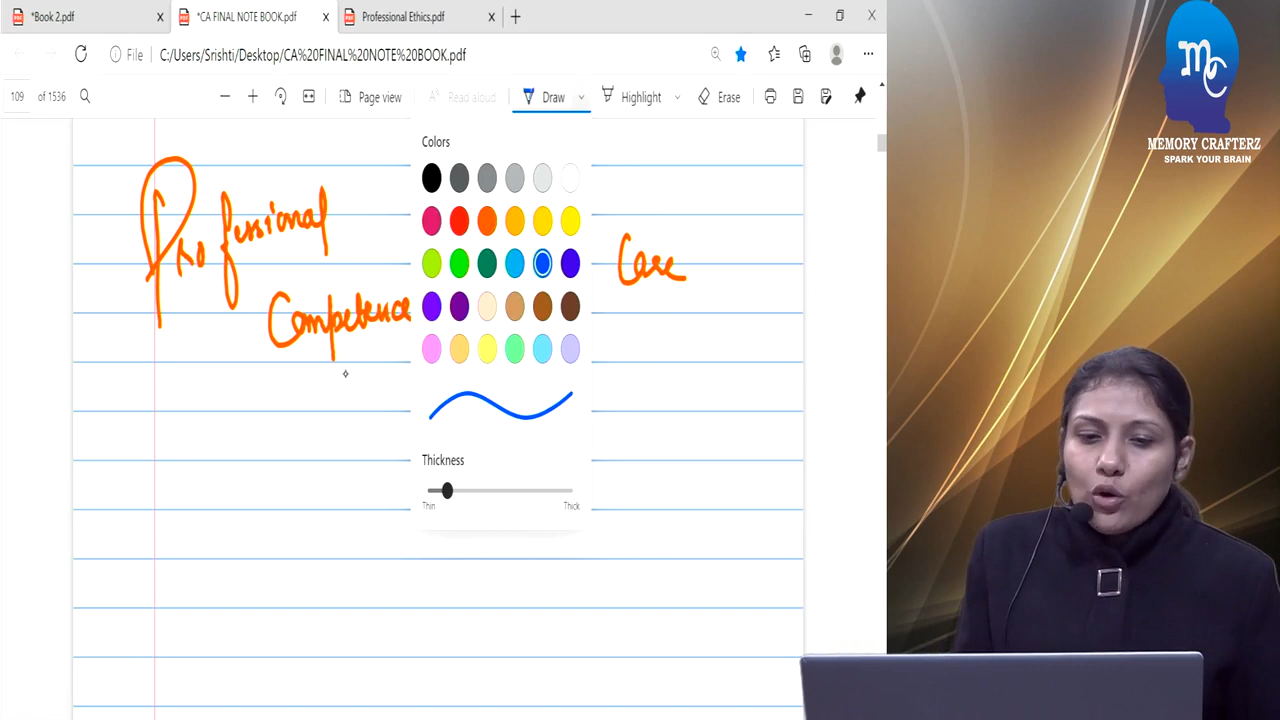 *Book 2.pdf
*CA FINAL NOTE BOOK.pdf
Professional Ethics.pdf
File C:/Users/Srishti/Desktop/CA%20FINAL%20NOTE%20BOOK.pdf
109 of 1536
Page view
Read aloud
Draw
Highlight
Erase
Colors
Professional
Competence
Care
Thickness
Thin Thick
MC
MEMORY CRAFTERZ
SPARK YOUR BRAIN